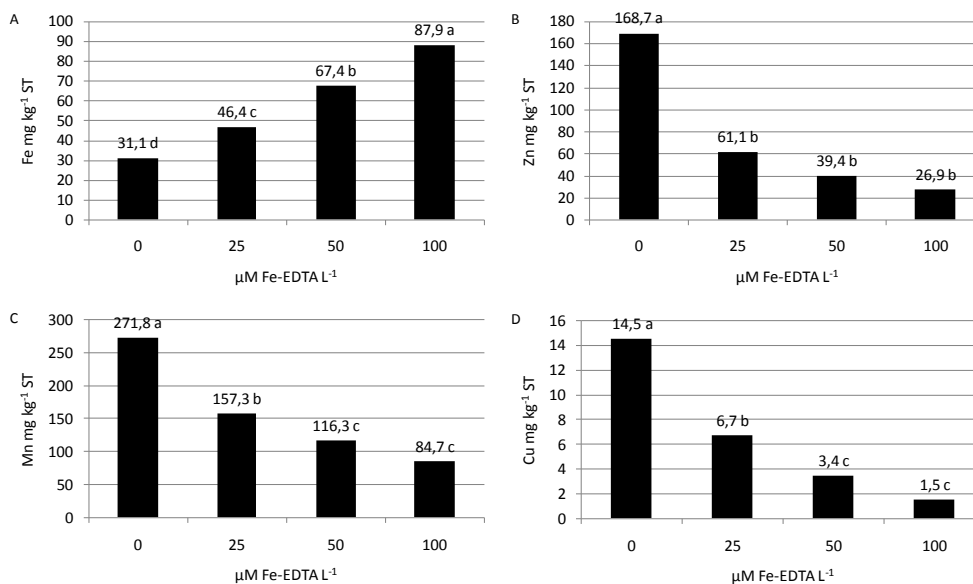 A
Fe mg kg⁻¹ ST
100
90
80
70
60
50
40
30
20
10
0
31,1 d
46,4 c
67,4 b
87,9 a
0 25 50 100
µM Fe-EDTA L⁻¹
B
Zn mg kg⁻¹ ST
180
160
140
120
100
80
60
40
20
0
168,7 a
61,1 b
39,4 b
26,9 b
0 25 50 100
µM Fe-EDTA L⁻¹
C
Mn mg kg⁻¹ ST
300
250
200
150
100
50
0
271,8 a
157,3 b
116,3 c
84,7 c
0 25 50 100
µM Fe-EDTA L⁻¹
D
Cu mg kg⁻¹ ST
16
14
12
10
8
6
4
2
0
14,5 a
6,7 b
3,4 c
1,5 c
0 25 50 100
µM Fe-EDTA L⁻¹